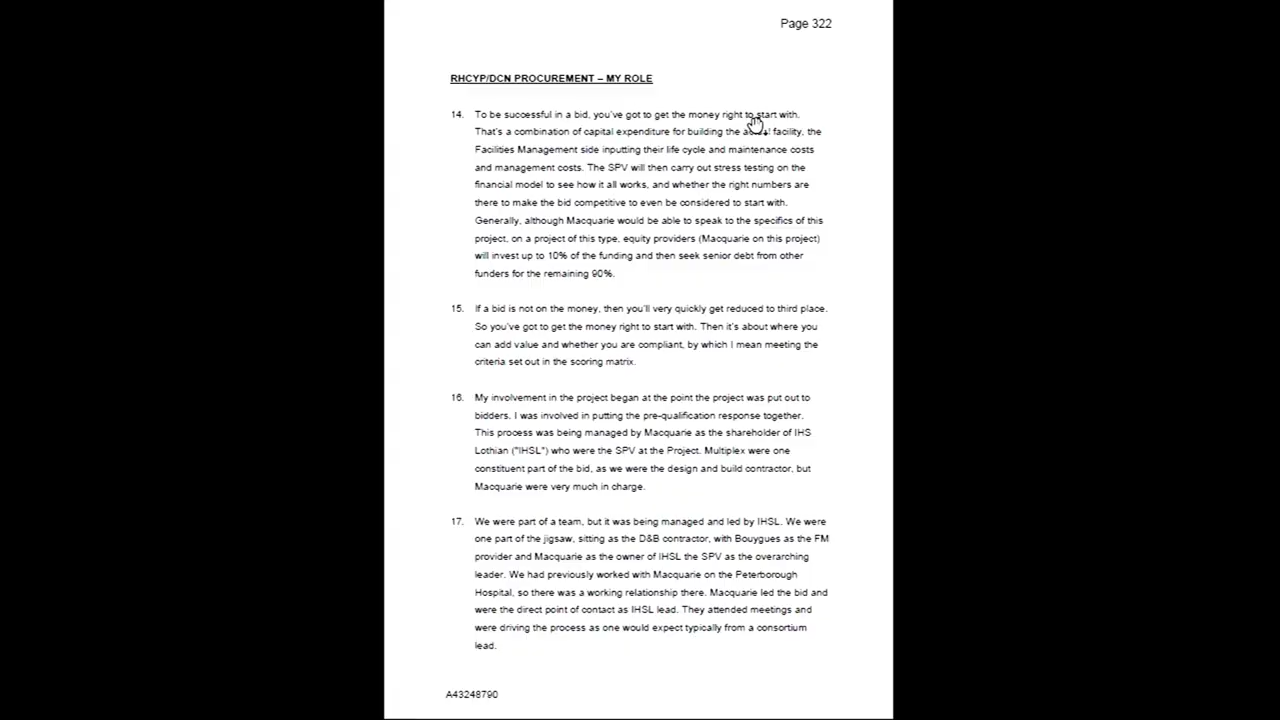 Page 322
RHCYP/DCN PROCUREMENT – MY ROLE
14. To be successful in a bid, you've got to get the money right to start with.
That's a combination of capital expenditure for building the actual facility, the
Facilities Management side inputting their life cycle and maintenance costs
and management costs. The SPV will then carry out stress testing on the
financial model to see how it all works, and whether the right numbers are
there to make the bid competitive to even be considered to start with.
Generally, although Macquarie would be able to speak to the specifics of this
project, on a project of this type, equity providers (Macquarie on this project)
will invest up to 10% of the funding and then seek senior debt from other
funders for the remaining 90%.
15. If a bid is not on the money, then you'll very quickly get reduced to third place.
So you've got to get the money right to start with. Then it's about where you
can add value and whether you are compliant, by which I mean meeting the
criteria set out in the scoring matrix.
16. My involvement in the project began at the point the project was put out to
bidders. I was involved in putting the pre-qualification response together.
This process was being managed by Macquarie as the shareholder of IHS
Lothian ("IHSL") who were the SPV at the Project. Multiplex were one
constituent part of the bid, as we were the design and build contractor, but
Macquarie were very much in charge.
17. We were part of a team, but it was being managed and led by IHSL. We were
one part of the jigsaw, sitting as the D&B contractor, with Bouygues as the FM
provider and Macquarie as the owner of IHSL the SPV as the overarching
leader. We had previously worked with Macquarie on the Peterborough
Hospital, so there was a working relationship there. Macquarie led the bid and
were the direct point of contact as IHSL lead. They attended meetings and
were driving the process as one would expect typically from a consortium
lead.
A43248790